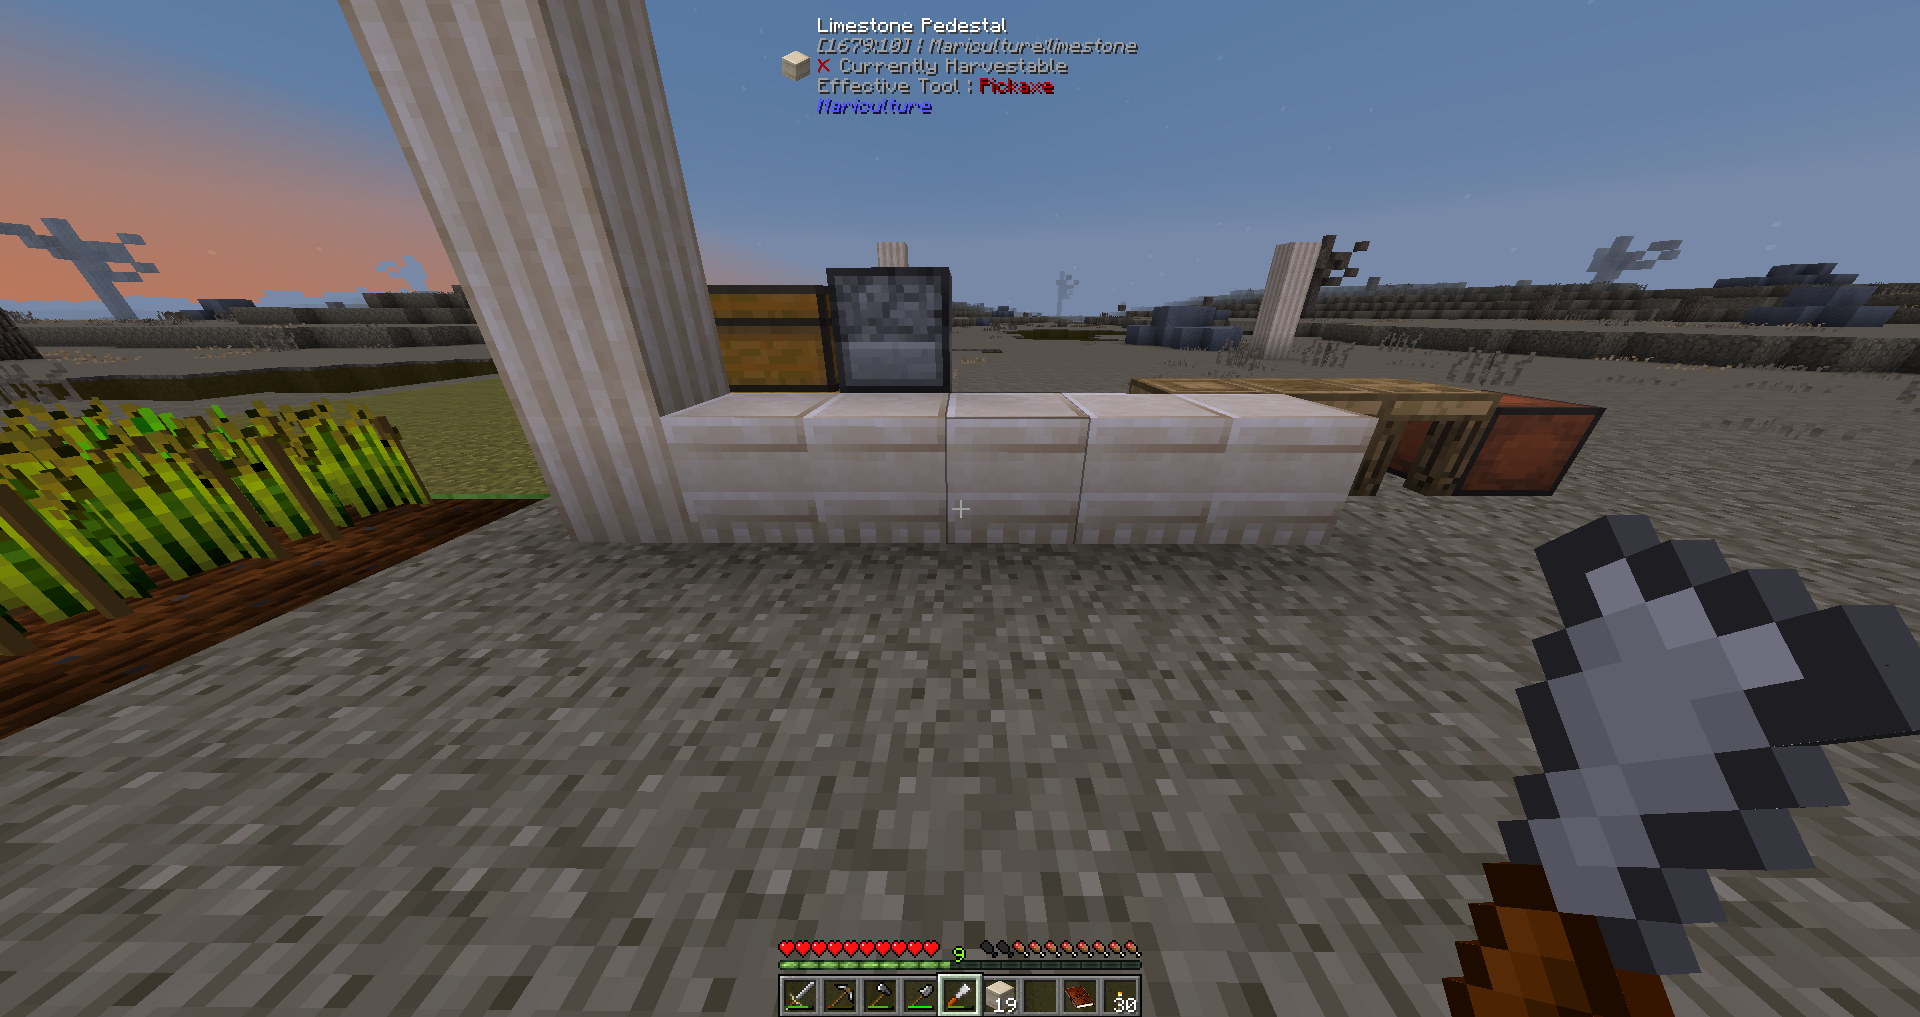 Limestone Pedestal
[1679:10] | Mariculture:limestone
✕ Currently Harvestable
Effective Tool : Pickaxe
Mariculture
9
19
30